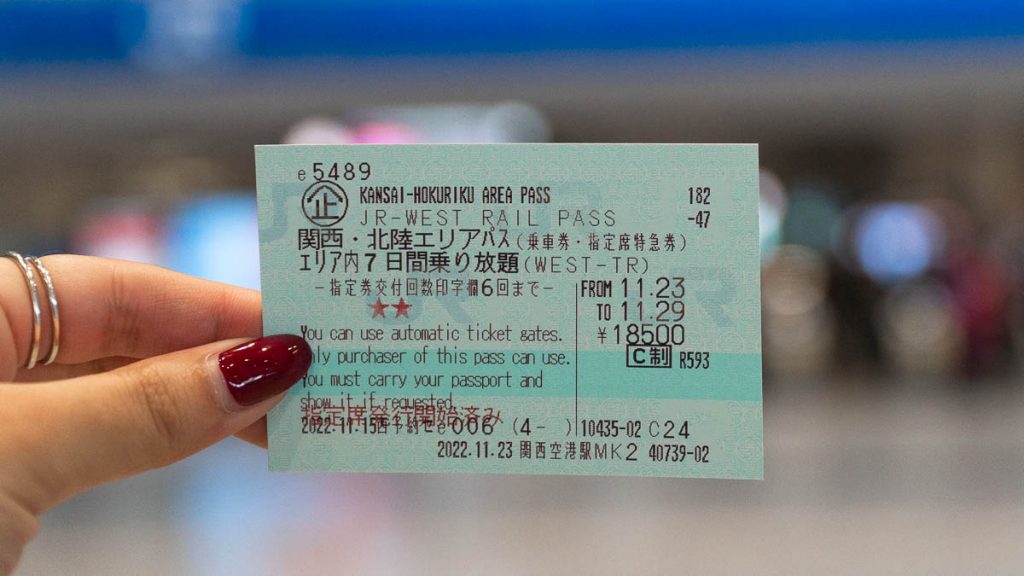 e5489
企 KANSAI-HOKURIKU AREA PASS 182
JR-WEST RAIL PASS -47
関西・北陸エリアパス(乗車券・指定席特急券)
エリア内7日間乗り放題(WEST-TR)
−指定券交付回数印字欄6回まで−
FROM 11.23
★★
TO 11.29
¥18500
You can use automatic ticket gates.
nly purchaser of this pass can use.
C制 R593
You must carry your passport and
show it if requested.
指定席発行開始済み
2022.11.15 e006 (4- ) 10435-02 C24
2022.11.23 関西空港駅MK2 40739-02